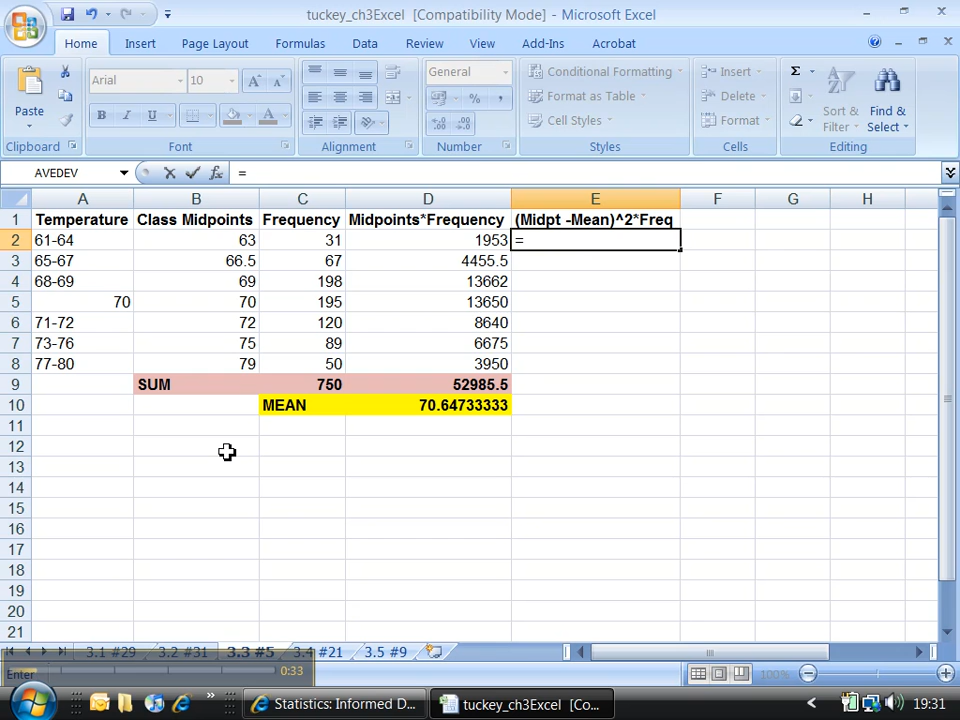 tuckey_ch3Excel [Compatibility Mode] - Microsoft Excel
Home Insert Page Layout Formulas Data Review View Add-Ins Acrobat
Paste
Clipboard
Arial 10
B I U
Font
Alignment
General
Number
Conditional Formatting
Format as Table
Cell Styles
Styles
Insert
Delete
Format
Cells
Sort & Filter
Find & Select
Editing
AVEDEV fx =
A B C D E F G H
1 Temperature Class Midpoints Frequency Midpoints*Frequency (Midpt -Mean)^2*Freq
2 61-64 63 31 1953 =
3 65-67 66.5 67 4455.5
4 68-69 69 198 13662
5 70 70 195 13650
6 71-72 72 120 8640
7 73-76 75 89 6675
8 77-80 79 50 3950
9 SUM 750 52985.5
10 MEAN 70.64733333
11
12
13
14
15
16
17
18
19
20
21
3.1 #29 3.2 #31 3.3 #5 3.4 #21 3.5 #9
Enter 0:33 100%
Statistics: Informed D... tuckey_ch3Excel [Co... 19:31